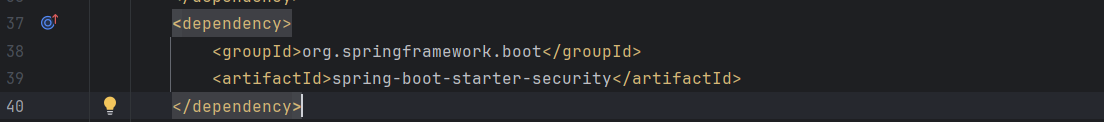 37 <dependency>
38 <groupId>org.springframework.boot</groupId>
39 <artifactId>spring-boot-starter-security</artifactId>
40 </dependency>